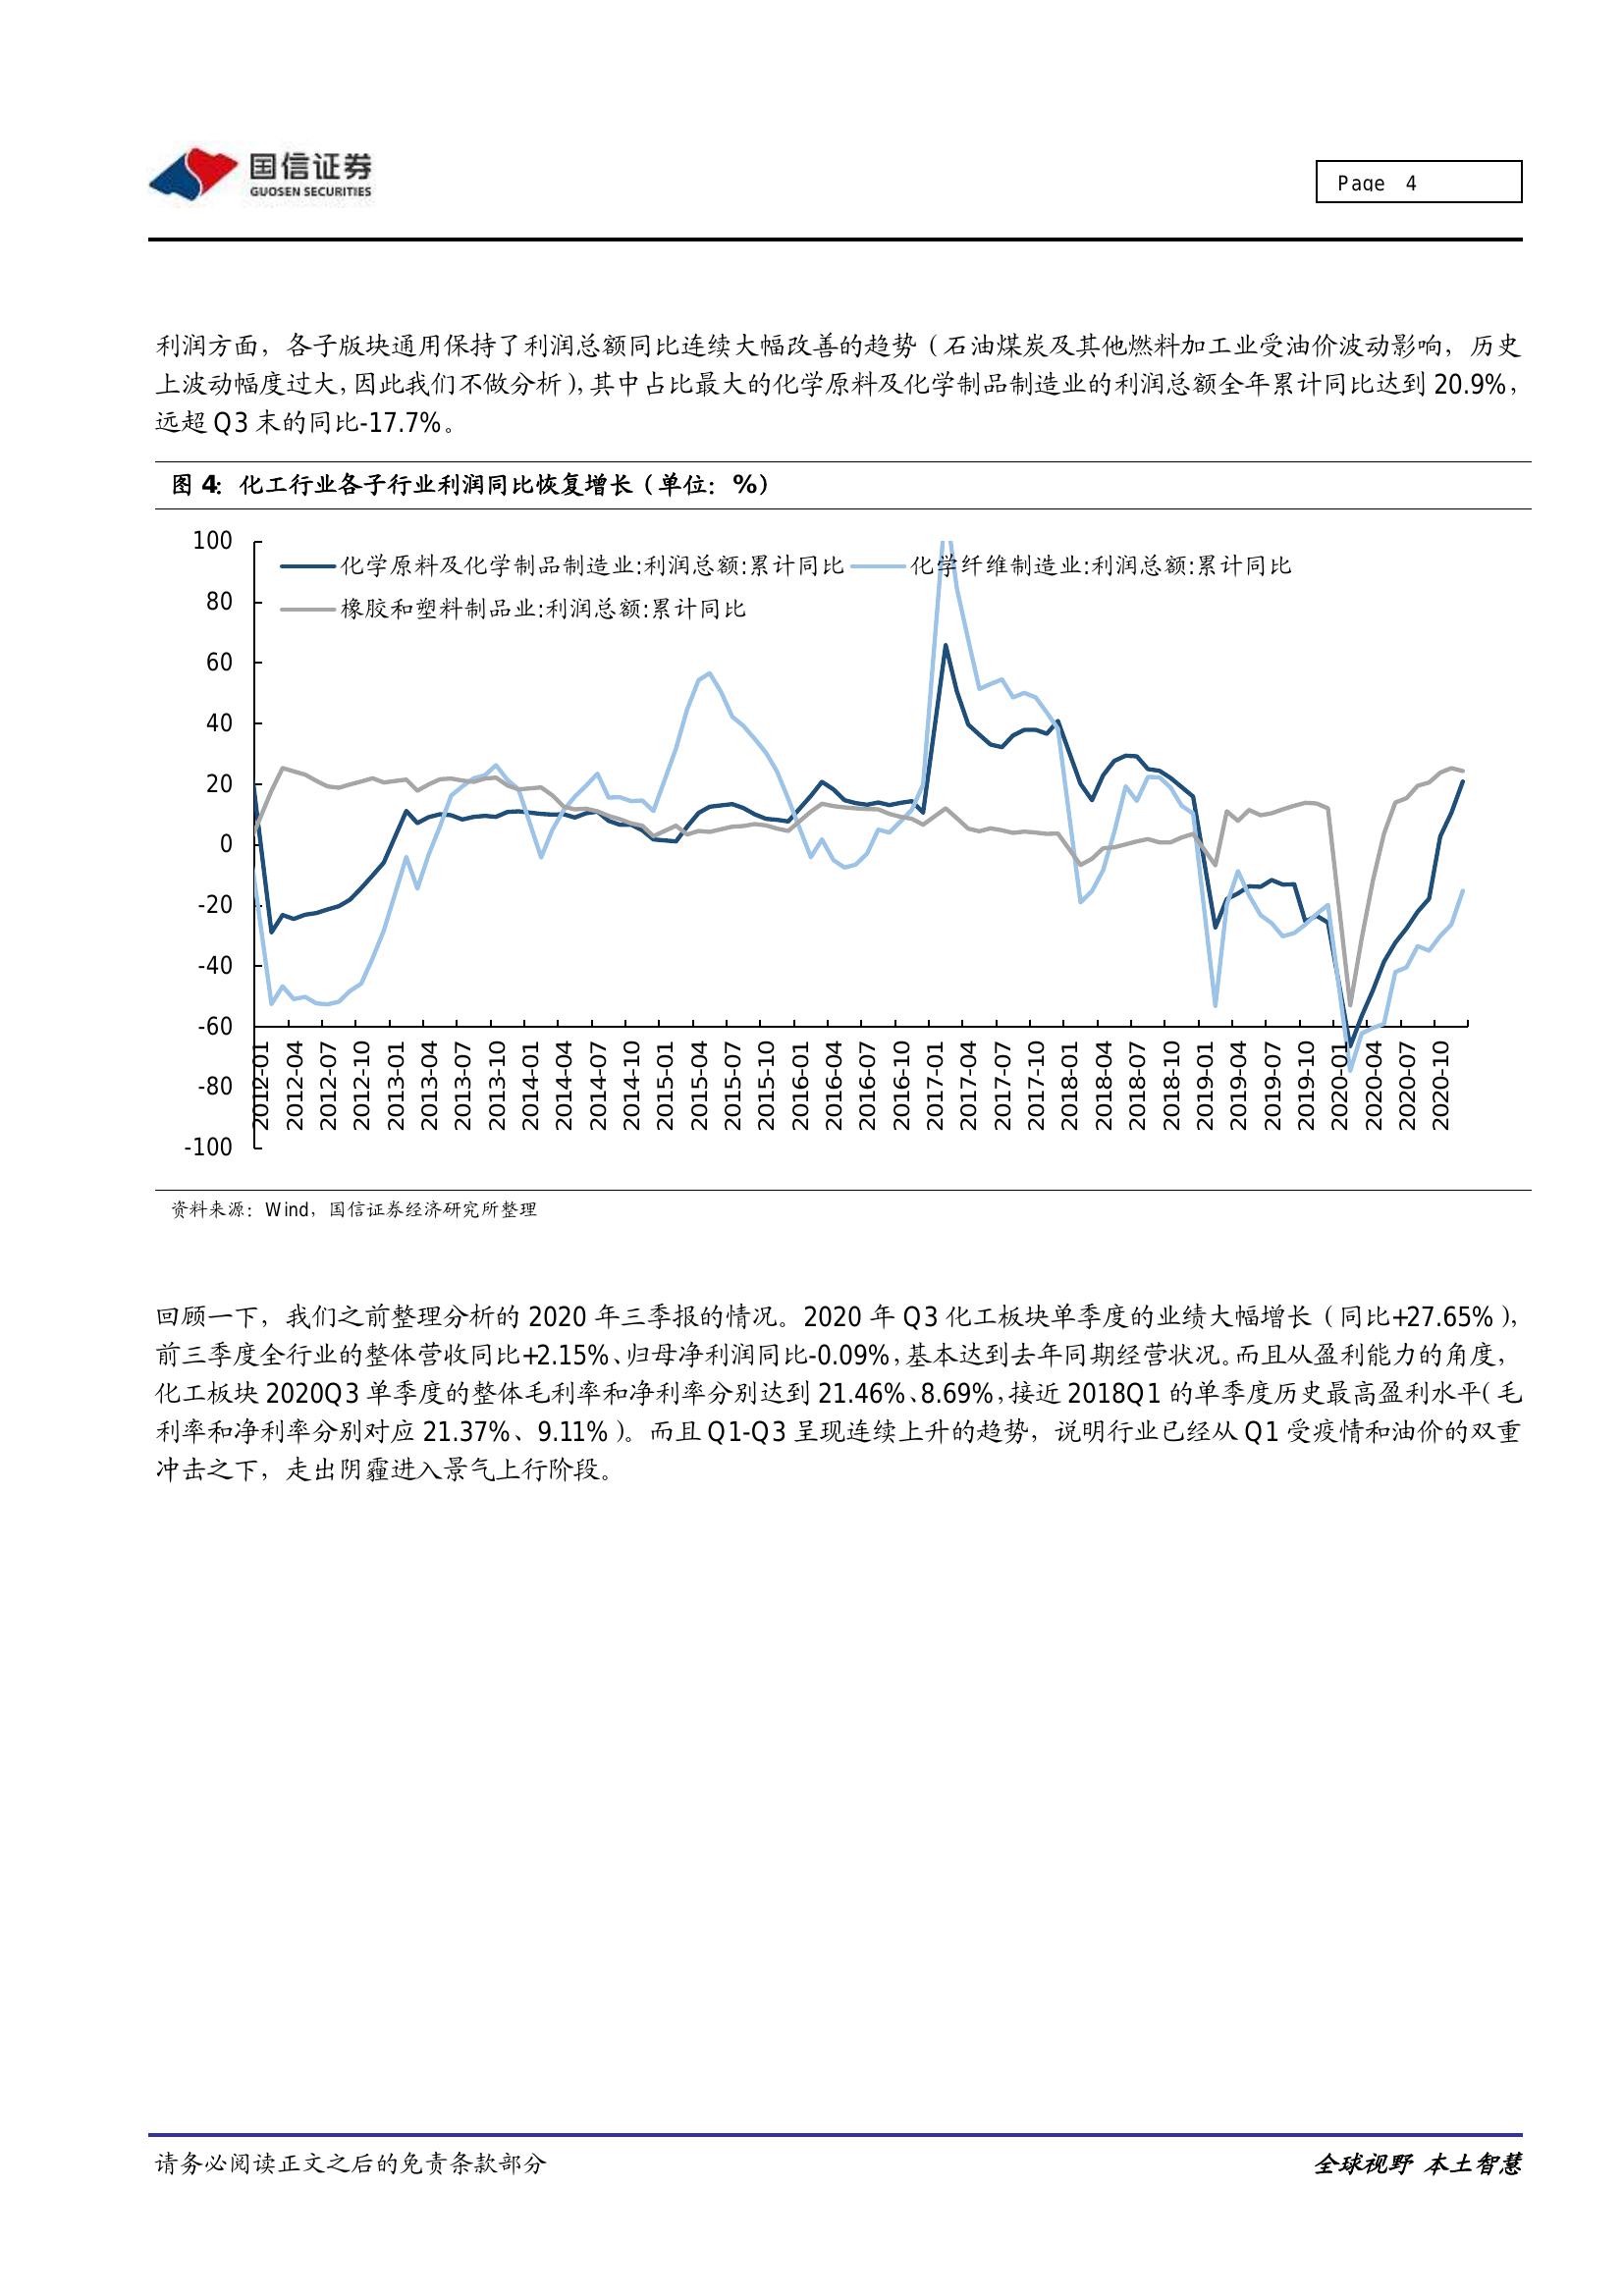 国信证券
GUOSEN SECURITIES
Page 4
利润方面，各子版块通用保持了利润总额同比连续大幅改善的趋势（石油煤炭及其他燃料加工业受油价波动影响，历史
上波动幅度过大，因此我们不做分析），其中占比最大的化学原料及化学制品制造业的利润总额全年累计同比达到 20.9%，
远超 Q3 末的同比-17.7%。
图 4：化工行业各子行业利润同比恢复增长（单位：%）
100
80
60
40
20
0
-20
-40
-60
-80
-100
化学原料及化学制品制造业:利润总额:累计同比
化学纤维制造业:利润总额:累计同比
橡胶和塑料制品业:利润总额:累计同比
2012-01
2012-04
2012-07
2012-10
2013-01
2013-04
2013-07
2013-10
2014-01
2014-04
2014-07
2014-10
2015-01
2015-04
2015-07
2015-10
2016-01
2016-04
2016-07
2016-10
2017-01
2017-04
2017-07
2017-10
2018-01
2018-04
2018-07
2018-10
2019-01
2019-04
2019-07
2019-10
2020-01
2020-04
2020-07
2020-10
资料来源：Wind，国信证券经济研究所整理
回顾一下，我们之前整理分析的 2020 年三季报的情况。2020 年 Q3 化工板块单季度的业绩大幅增长（同比+27.65%），
前三季度全行业的整体营收同比+2.15%、归母净利润同比-0.09%，基本达到去年同期经营状况。而且从盈利能力的角度，
化工板块 2020Q3 单季度的整体毛利率和净利率分别达到 21.46%、8.69%，接近 2018Q1 的单季度历史最高盈利水平（毛
利率和净利率分别对应 21.37%、9.11%）。而且 Q1-Q3 呈现连续上升的趋势，说明行业已经从 Q1 受疫情和油价的双重
冲击之下，走出阴霾进入景气上行阶段。
请务必阅读正文之后的免责条款部分
全球视野 本土智慧